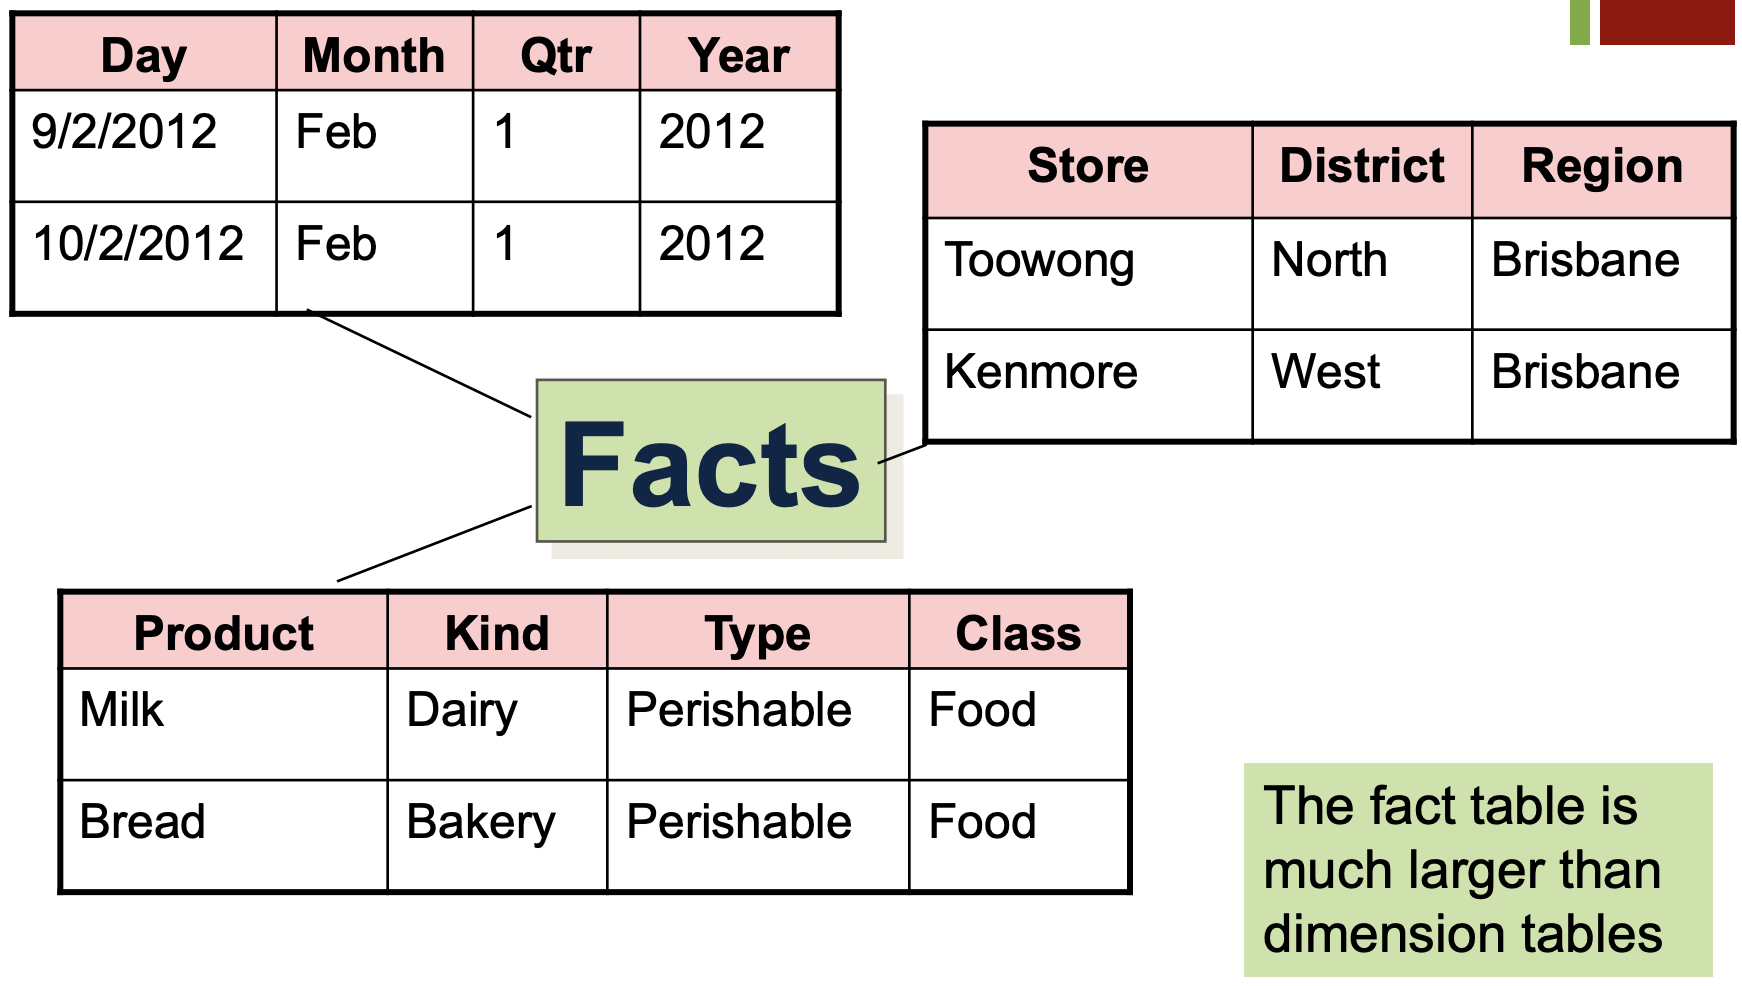 Day Month Qtr Year
9/2/2012 Feb 1 2012
10/2/2012 Feb 1 2012
Store District Region
Toowong North Brisbane
Kenmore West Brisbane
Facts
Product Kind Type Class
Milk Dairy Perishable Food
Bread Bakery Perishable Food
The fact table is
much larger than
dimension tables